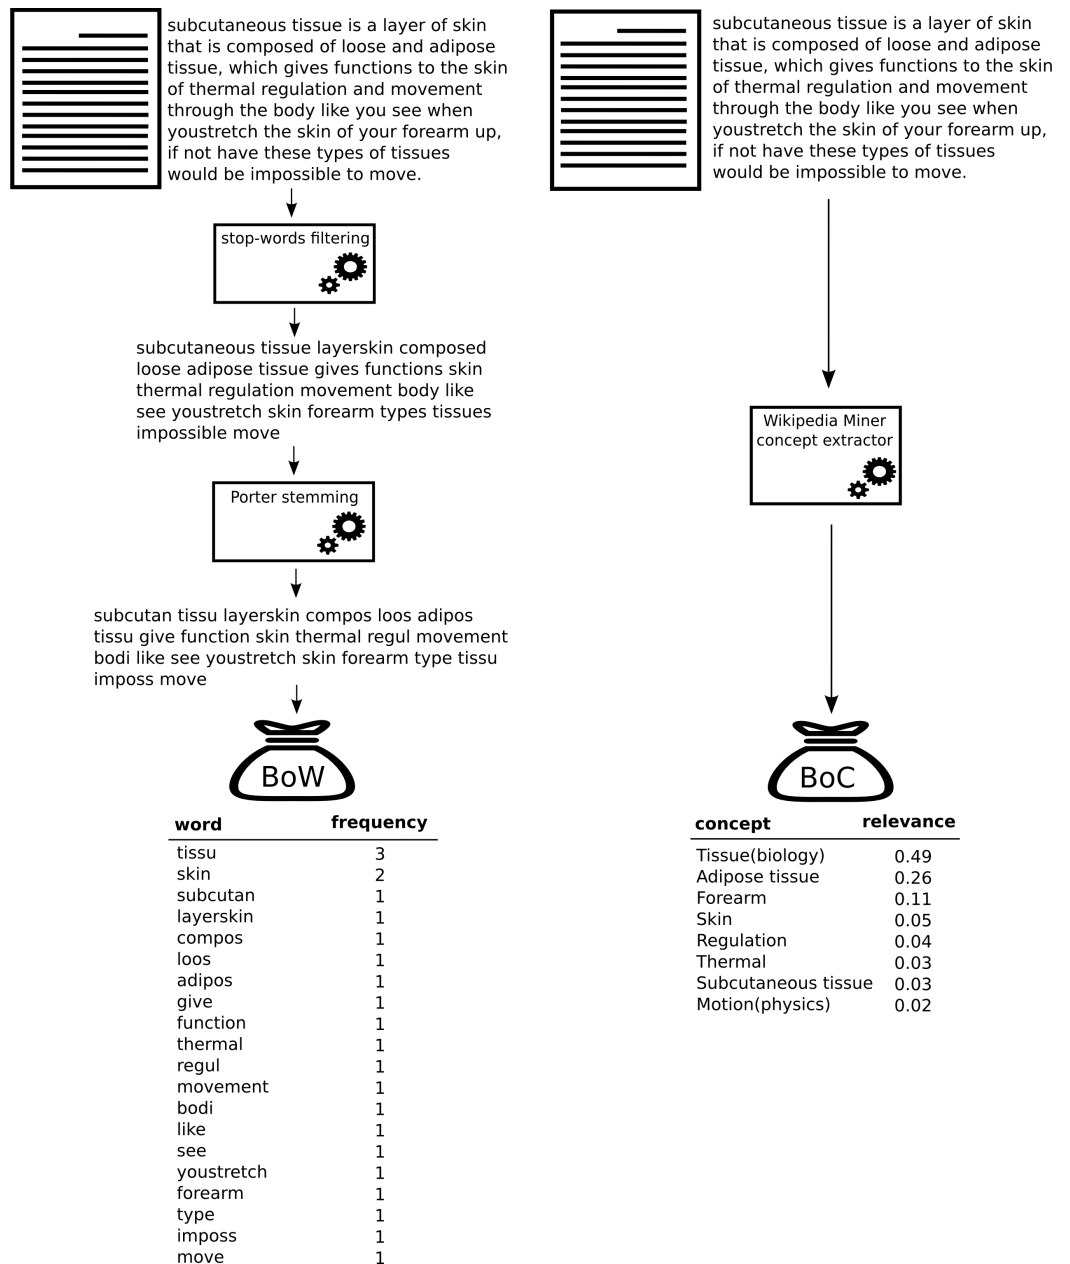 subcutaneous tissue is a layer of skin
that is composed of loose and adipose
tissue, which gives functions to the skin
of thermal regulation and movement
through the body like you see when
youstretch the skin of your forearm up,
if not have these types of tissues
would be impossible to move.
stop-words filtering
subcutaneous tissue layerskin composed
loose adipose tissue gives functions skin
thermal regulation movement body like
see youstretch skin forearm types tissues
impossible move
Porter stemming
subcutan tissu layerskin compos loos adipos
tissu give function skin thermal regul movement
bodi like see youstretch skin forearm type tissu
imposs move
BoW
word frequency
tissu 3
skin 2
subcutan 1
layerskin 1
compos 1
loos 1
adipos 1
give 1
function 1
thermal 1
regul 1
movement 1
bodi 1
like 1
see 1
youstretch 1
forearm 1
type 1
imposs 1
move 1
subcutaneous tissue is a layer of skin
that is composed of loose and adipose
tissue, which gives functions to the skin
of thermal regulation and movement
through the body like you see when
youstretch the skin of your forearm up,
if not have these types of tissues
would be impossible to move.
Wikipedia Miner
concept extractor
BoC
concept relevance
Tissue(biology) 0.49
Adipose tissue 0.26
Forearm 0.11
Skin 0.05
Regulation 0.04
Thermal 0.03
Subcutaneous tissue 0.03
Motion(physics) 0.02